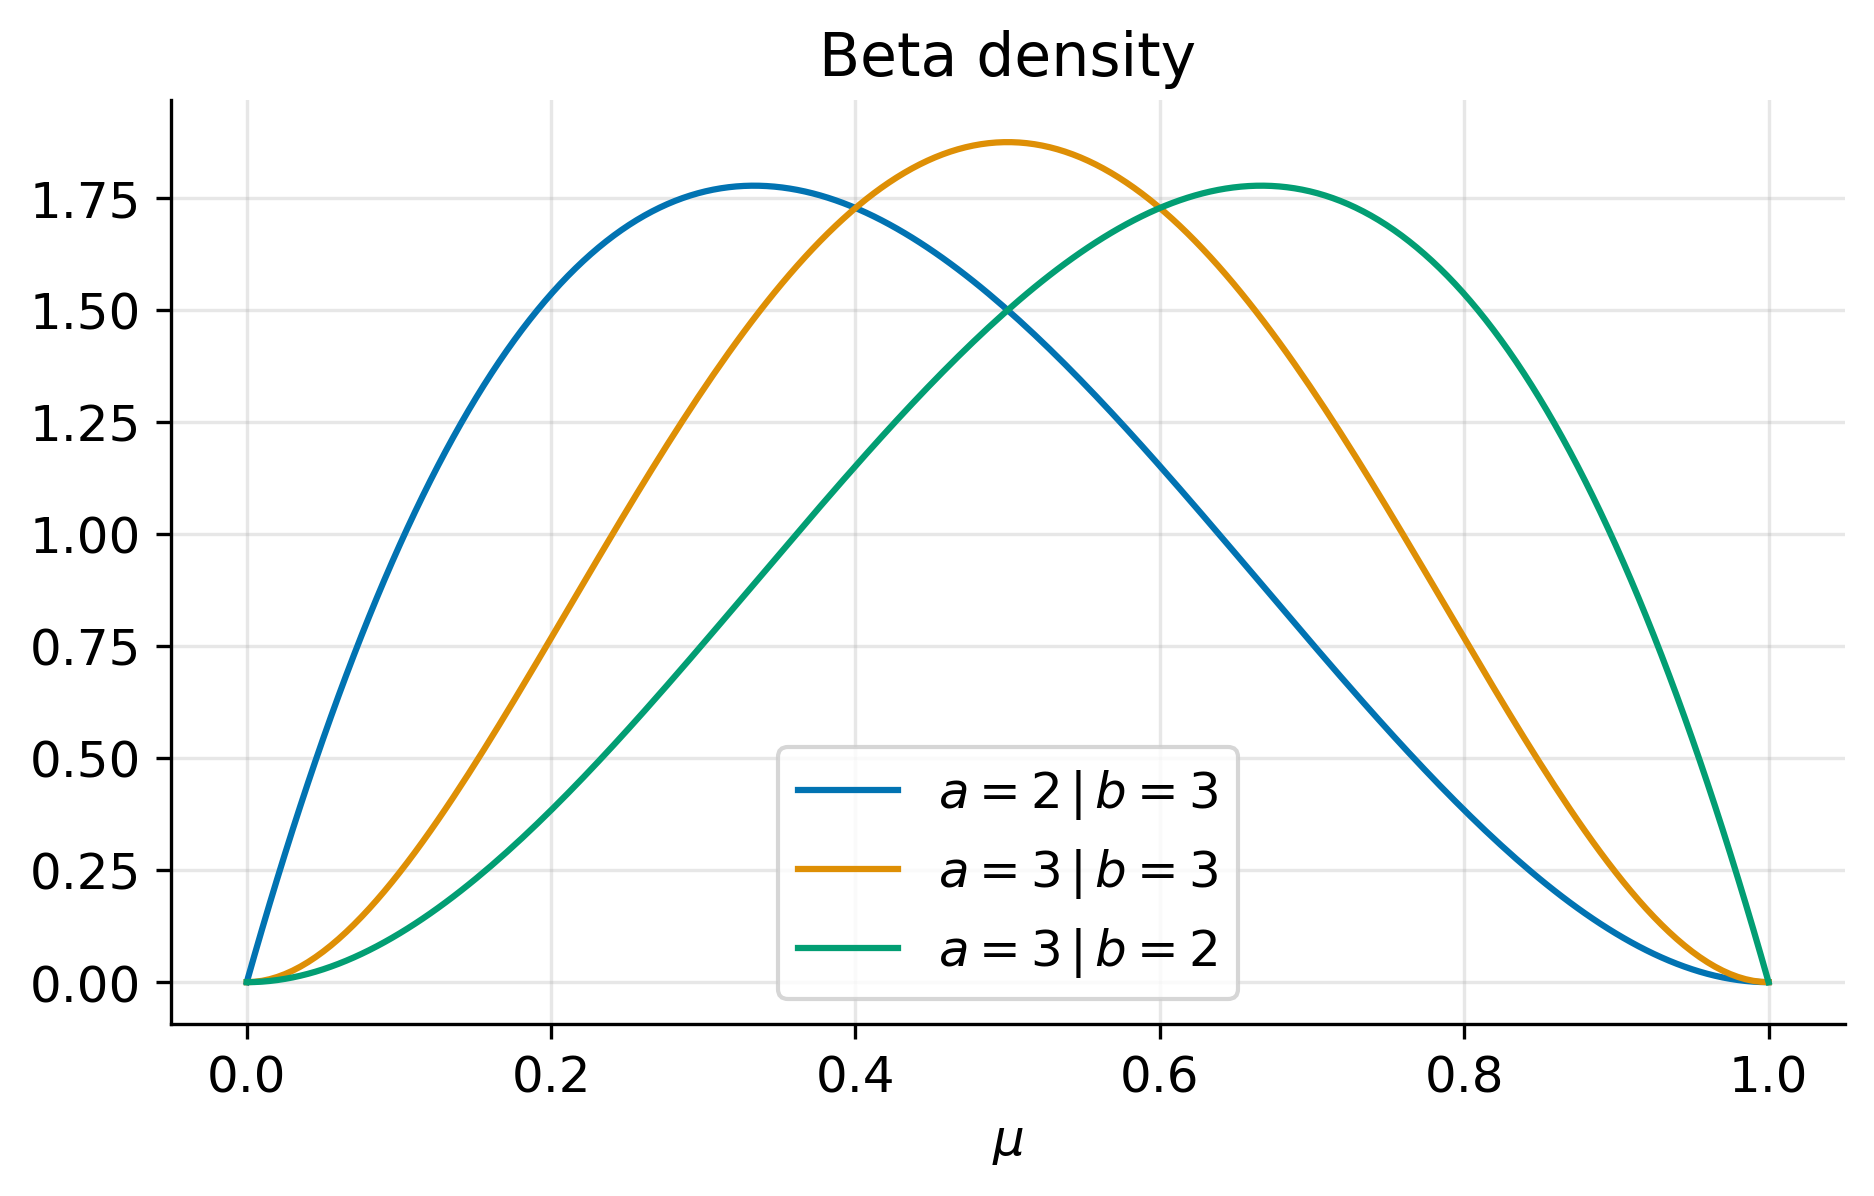 Beta density
1.75
1.50
1.25
1.00
0.75
0.50
0.25
0.00
a = 2 | b = 3
a = 3 | b = 3
a = 3 | b = 2
0.0 0.2 0.4 0.6 0.8 1.0
μ